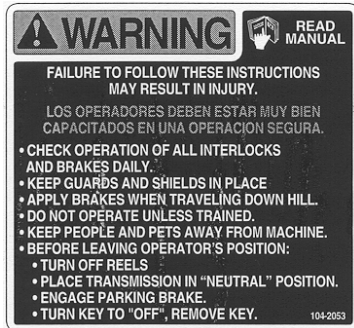 WARNING
READ
MANUAL
FAILURE TO FOLLOW THESE INSTRUCTIONS
MAY RESULT IN INJURY.
LOS OPERADORES DEBEN ESTAR MUY BIEN
CAPACITADOS EN UNA OPERACION SEGURA.
• CHECK OPERATION OF ALL INTERLOCKS
AND BRAKES DAILY.
• KEEP GUARDS AND SHIELDS IN PLACE
• APPLY BRAKES WHEN TRAVELING DOWN HILL.
• DO NOT OPERATE UNLESS TRAINED.
• KEEP PEOPLE AND PETS AWAY FROM MACHINE.
• BEFORE LEAVING OPERATOR'S POSITION:
• TURN OFF REELS
• PLACE TRANSMISSION IN “NEUTRAL” POSITION.
• ENGAGE PARKING BRAKE.
• TURN KEY TO "OFF", REMOVE KEY.
104-2053